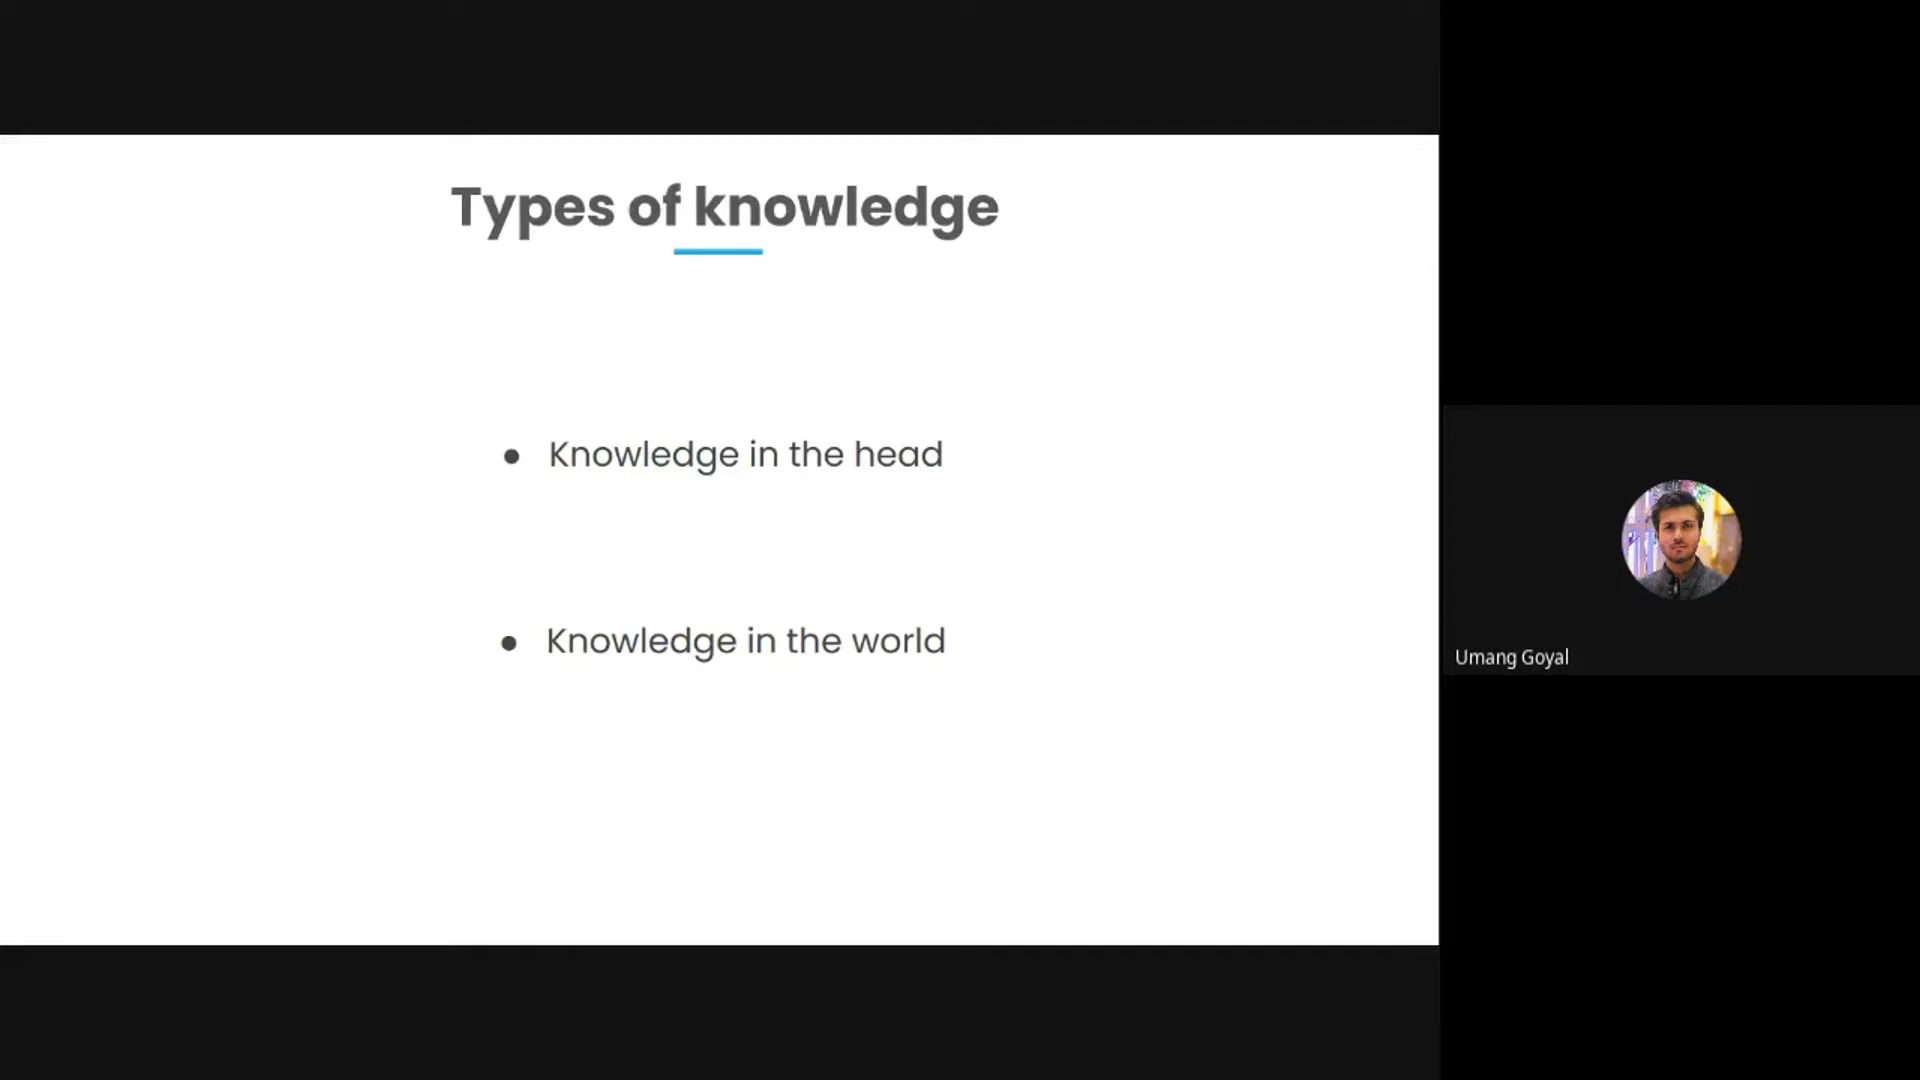 Types of knowledge
● Knowledge in the head
● Knowledge in the world
Umang Goyal